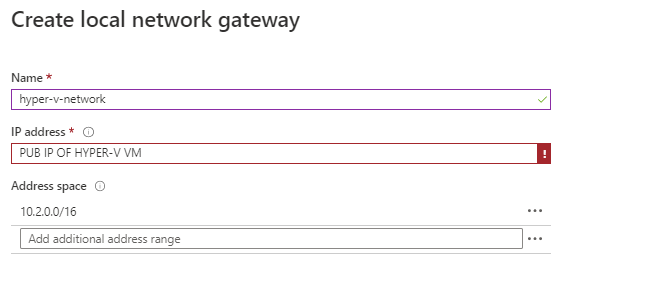 Create local network gateway
Name *
hyper-v-network
IP address *
PUB IP OF HYPER-V VM
Address space
10.2.0.0/16
Add additional address range